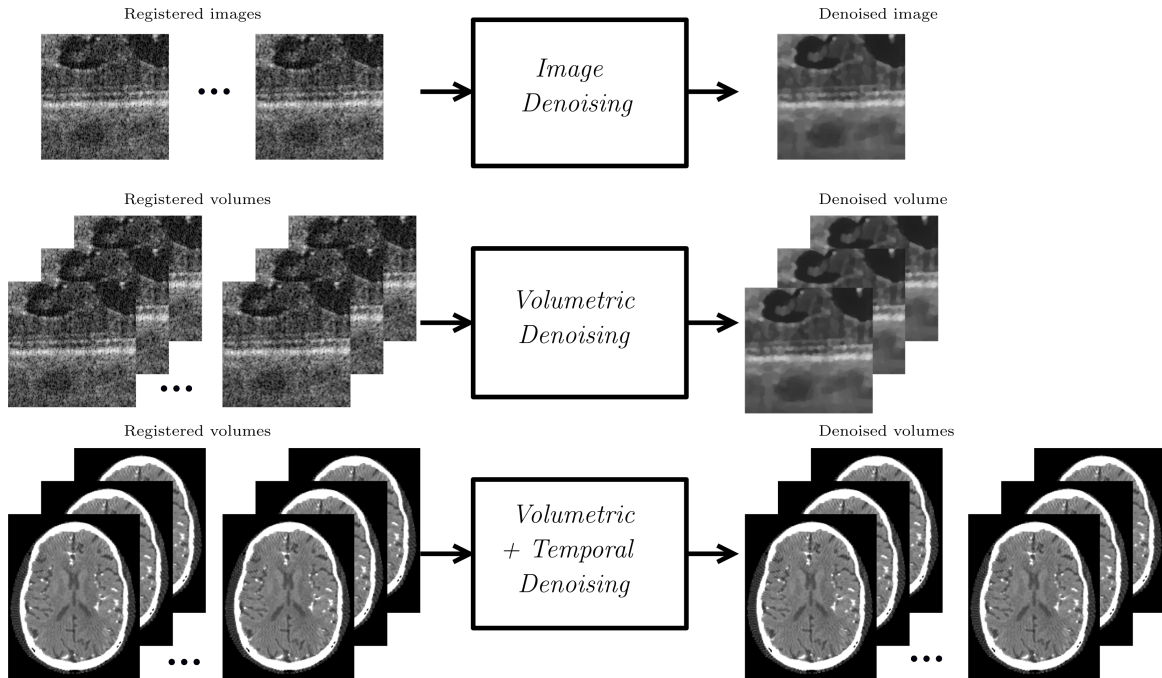 Registered images
Denoised image
Image
Denoising
Registered volumes
Denoised volume
Volumetric
Denoising
Registered volumes
Denoised volumes
Volumetric
+ Temporal
Denoising